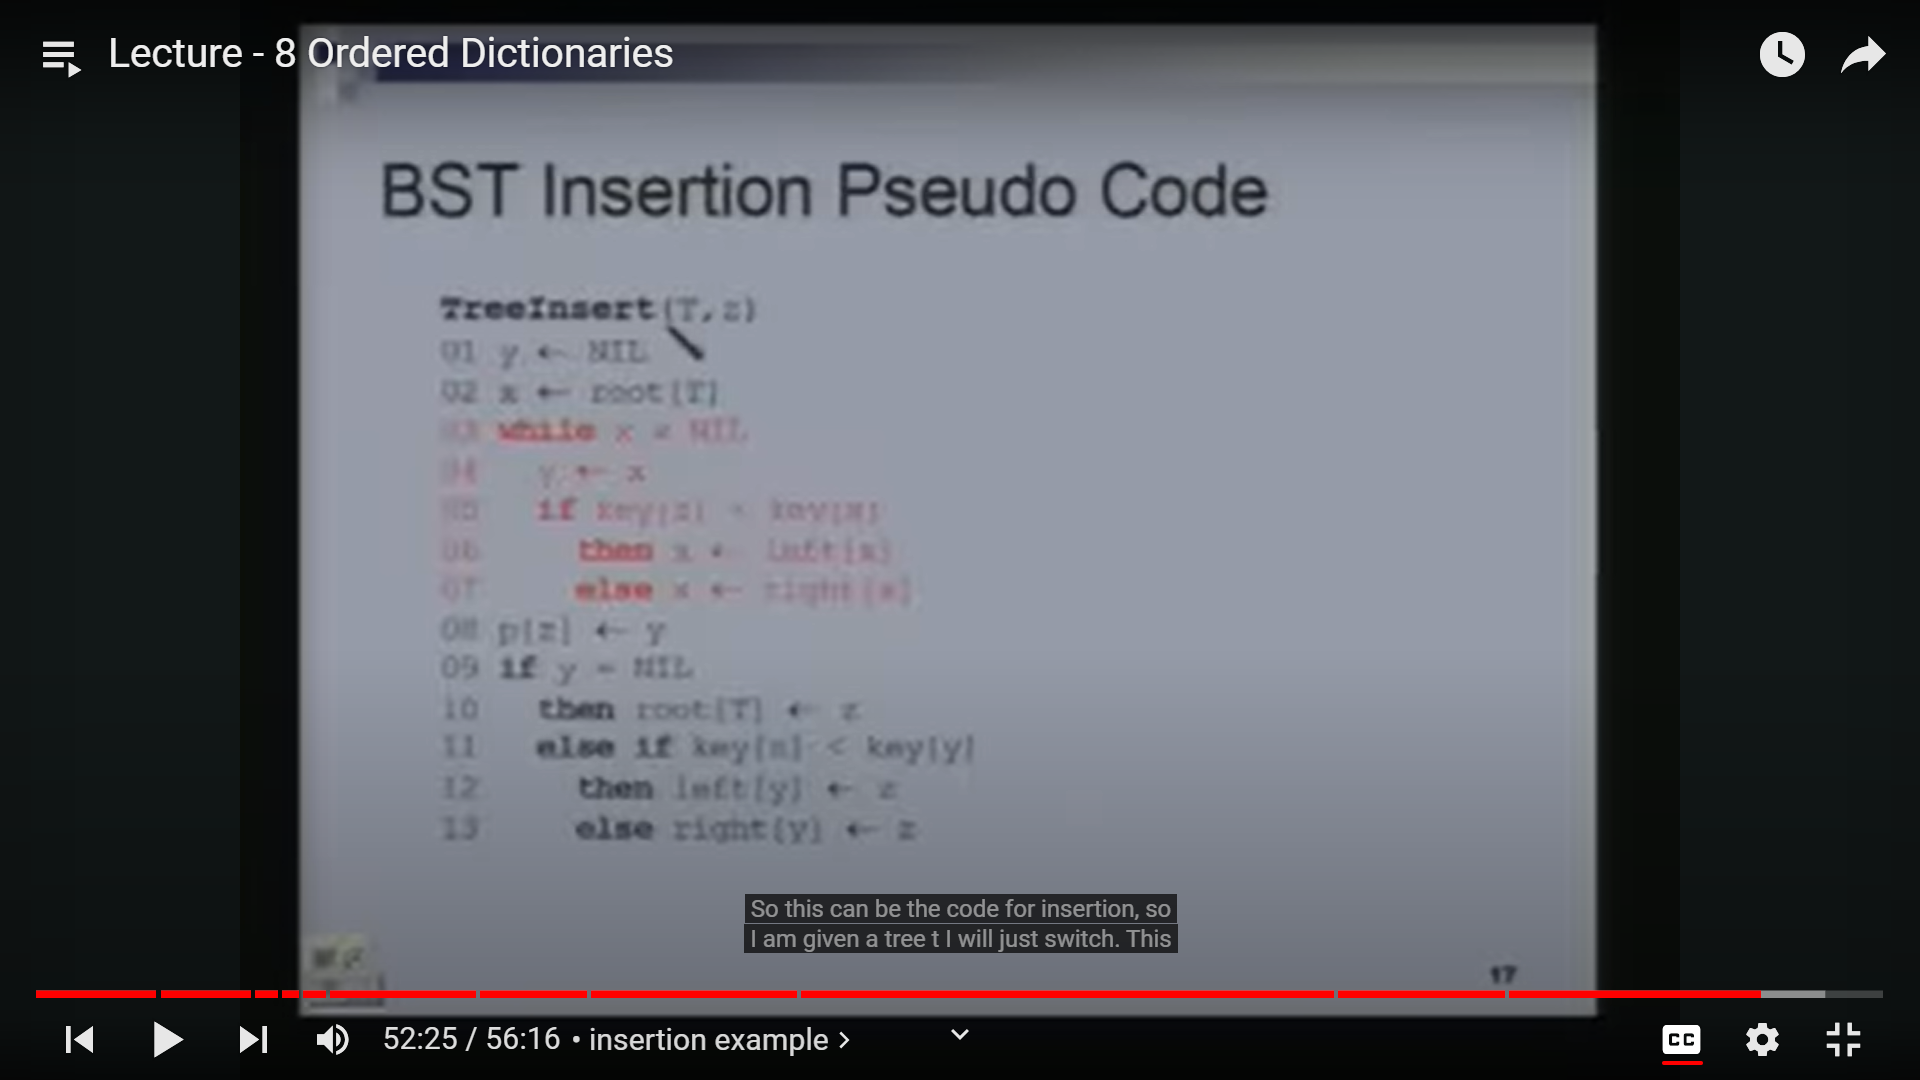 Lecture - 8 Ordered Dictionaries
BST Insertion Pseudo Code
TreeInsert(T,z)
01 y ← NIL
02 x ← root[T]
03 while x ≠ NIL
04 y ← x
05 if key[z] < key[x]
06 then x ← left[x]
07 else x ← right[x]
08 p[z] ← y
09 if y = NIL
10 then root[T] ← z
11 else if key[z] < key[y]
12 then left[y] ← z
13 else right[y] ← z
So this can be the code for insertion, so
I am given a tree t I will just switch. This
17
52:25 / 56:16 • insertion example >
CC